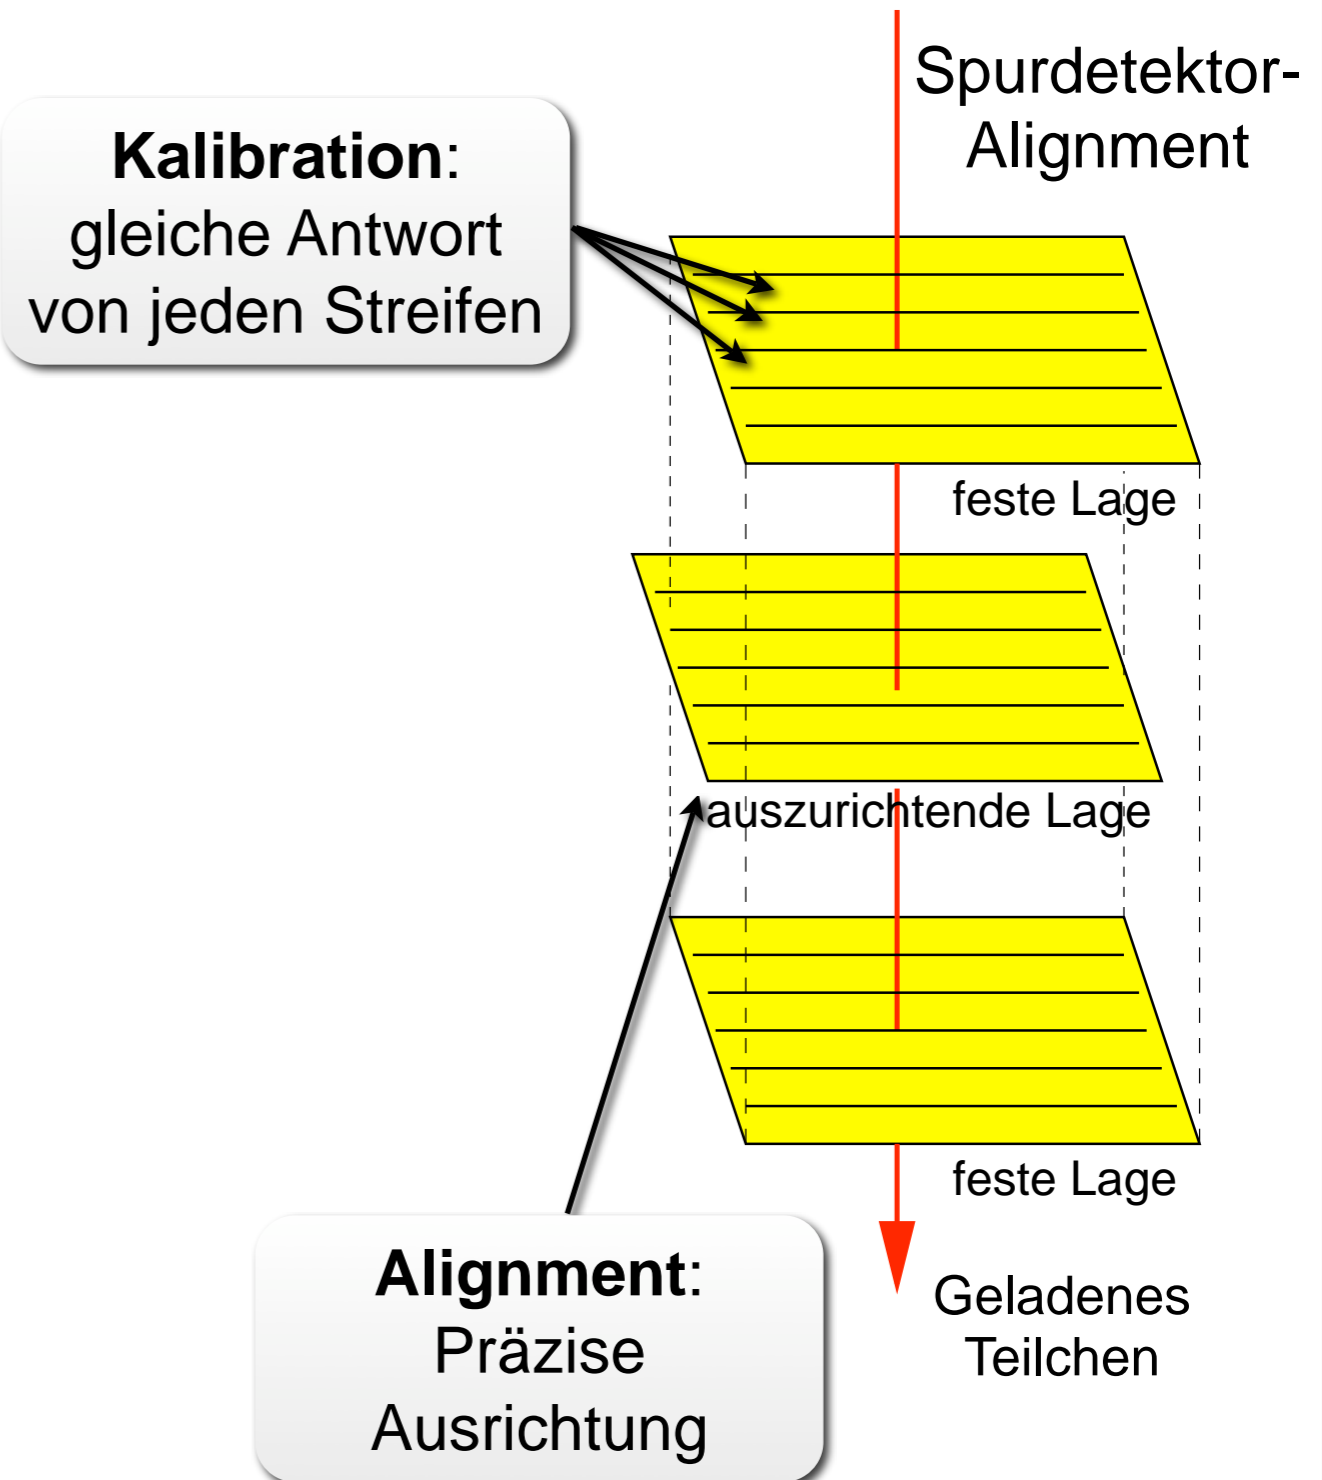 Spurdetektor-
Alignment
Kalibration:
gleiche Antwort
von jeden Streifen
feste Lage
auszurichtende Lage
feste Lage
Alignment:
Präzise
Ausrichtung
Geladenes
Teilchen